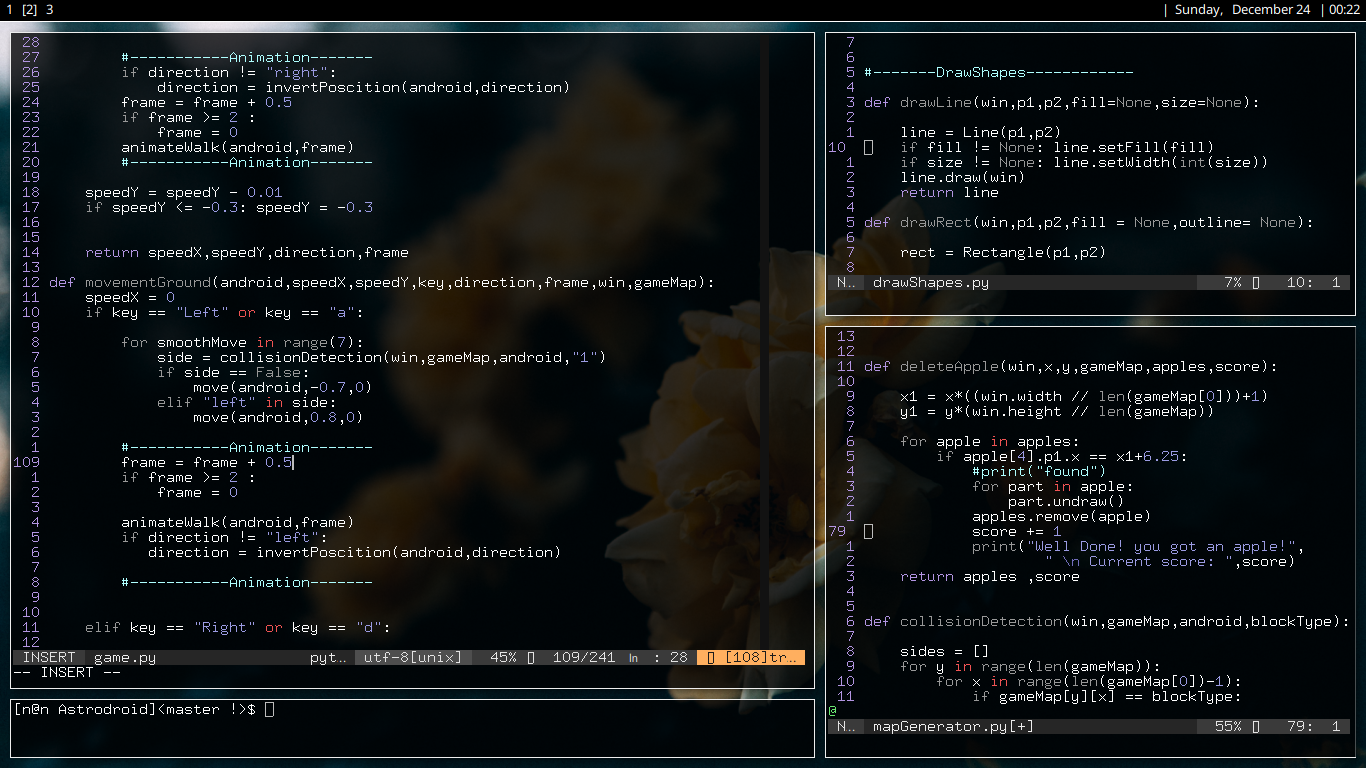 1 [2] 3
| Sunday, December 24 | 00:22
28
27 #-----------Animation-------
26 if direction != "right":
25 direction = invertPoscition(android,direction)
24 frame = frame + 0.5
23 if frame >= 2 :
22 frame = 0
21 animateWalk(android,frame)
20 #-----------Animation-------
19
18 speedY = speedY - 0.01
17 if speedY <= -0.3: speedY = -0.3
16
15
14 return speedX,speedY,direction,frame
13
12 def movementGround(android,speedX,speedY,key,direction,frame,win,gameMap):
11 speedX = 0
10 if key == "Left" or key == "a":
9
8 for smoothMove in range(7):
7 side = collisionDetection(win,gameMap,android,"1")
6 if side == False:
5 move(android,-0.7,0)
4 elif "left" in side:
3 move(android,0.8,0)
2
1 #-----------Animation-------
109 frame = frame + 0.5
1 if frame >= 2 :
2 frame = 0
3
4 animateWalk(android,frame)
5 if direction != "left":
6 direction = invertPoscition(android,direction)
7
8 #-----------Animation-------
9
10
11 elif key == "Right" or key == "d":
12
INSERT game.py pyt… utf-8[unix] 45% 109/241 ln : 28 [108]tr…
-- INSERT --
[n@n Astrodroid]<master !>$
7
6
5 #-------DrawShapes------------
4
3 def drawLine(win,p1,p2,fill=None,size=None):
2
1 line = Line(p1,p2)
10 if fill != None: line.setFill(fill)
1 if size != None: line.setWidth(int(size))
2 line.draw(win)
3 return line
4
5 def drawRect(win,p1,p2,fill = None,outline= None):
6
7 rect = Rectangle(p1,p2)
8
N… drawShapes.py 7% 10: 1
13
12
11 def deleteApple(win,x,y,gameMap,apples,score):
10
9 x1 = x*((win.width // len(gameMap[0]))+1)
8 y1 = y*(win.height // len(gameMap))
7
6 for apple in apples:
5 if apple[4].p1.x == x1+6.25:
4 #print("found")
3 for part in apple:
2 part.undraw()
1 apples.remove(apple)
79 score += 1
1 print("Well Done! you got an apple!",
2 " \n Current score: ",score)
3 return apples ,score
4
5
6 def collisionDetection(win,gameMap,android,blockType):
7
8 sides = []
9 for y in range(len(gameMap)):
10 for x in range(len(gameMap[0])-1):
11 if gameMap[y][x] == blockType:
@
N… mapGenerator.py[+] 55% 79: 1